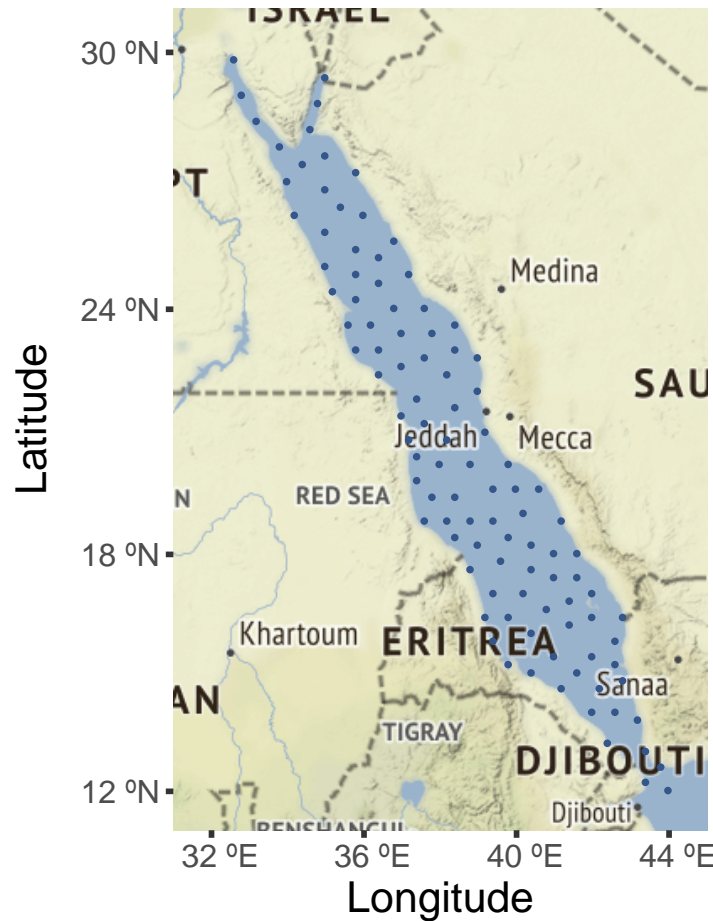 ISRAEL
30 ºN
PT
Medina
24 ºN
SAU
Jeddah
Mecca
RED SEA
N
18 ºN
Khartoum
ERITREA
AN
Sanaa
TIGRAY
DJIBOUTI
12 ºN
Djibouti
BENSHANGUL
32 ºE
36 ºE
40 ºE
44 ºE
Latitude
Longitude